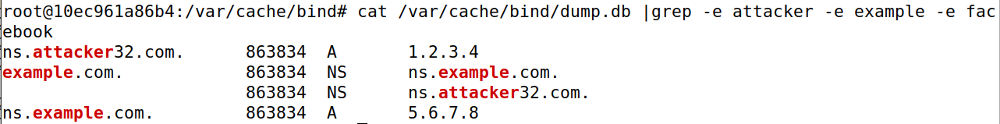 root@10ec961a86b4:/var/cache/bind# cat /var/cache/bind/dump.db |grep -e attacker -e example -e fac
ebook
ns.attacker32.com.      863834  A       1.2.3.4
example.com.            863834  NS      ns.example.com.
                        863834  NS      ns.attacker32.com.
ns.example.com.         863834  A       5.6.7.8